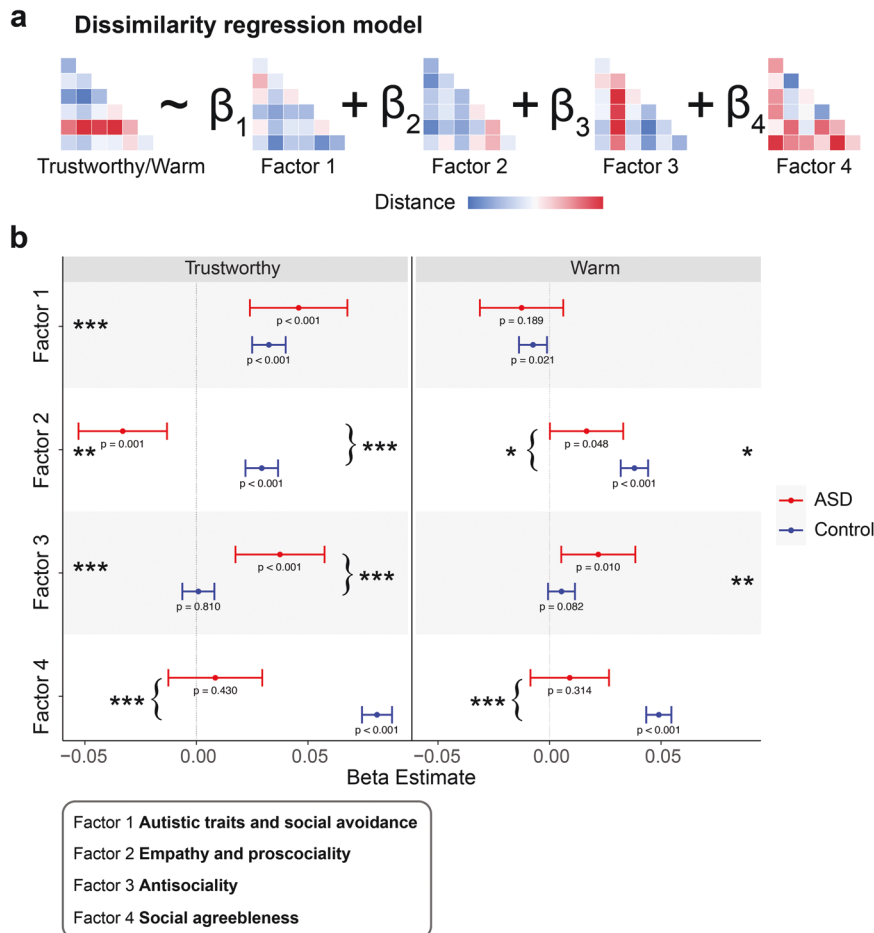 a
Dissimilarity regression model
~ β1 + β2 + β3 + β4
Trustworthy/Warm Factor 1 Factor 2 Factor 3 Factor 4
Distance
b
Trustworthy Warm
Factor 1
***
p < 0.001
p < 0.001
p = 0.189
p = 0.021
Factor 2
**
p = 0.001
p < 0.001
} ***
* {
p = 0.048
p < 0.001
*
Factor 3
***
p < 0.001
p = 0.810
} ***
p = 0.010
p = 0.082
**
Factor 4
*** {
p = 0.430
p < 0.001
*** {
p = 0.314
p < 0.001
ASD
Control
−0.05 0.00 0.05 −0.05 0.00 0.05
Beta Estimate
Factor 1 Autistic traits and social avoidance
Factor 2 Empathy and proscociality
Factor 3 Antisociality
Factor 4 Social agreebleness